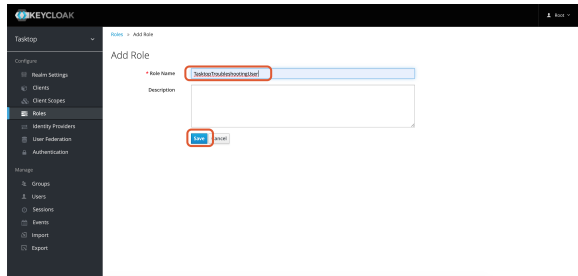 KEYCLOAK
Root
Tasktop
Roles > Add Role
Add Role
Configure
Realm Settings
Clients
Client Scopes
Roles
Identity Providers
User Federation
Authentication
Manage
Groups
Users
Sessions
Events
Import
Export
* Role Name
TasktopTroubleshootingUser
Description
Save
Cancel